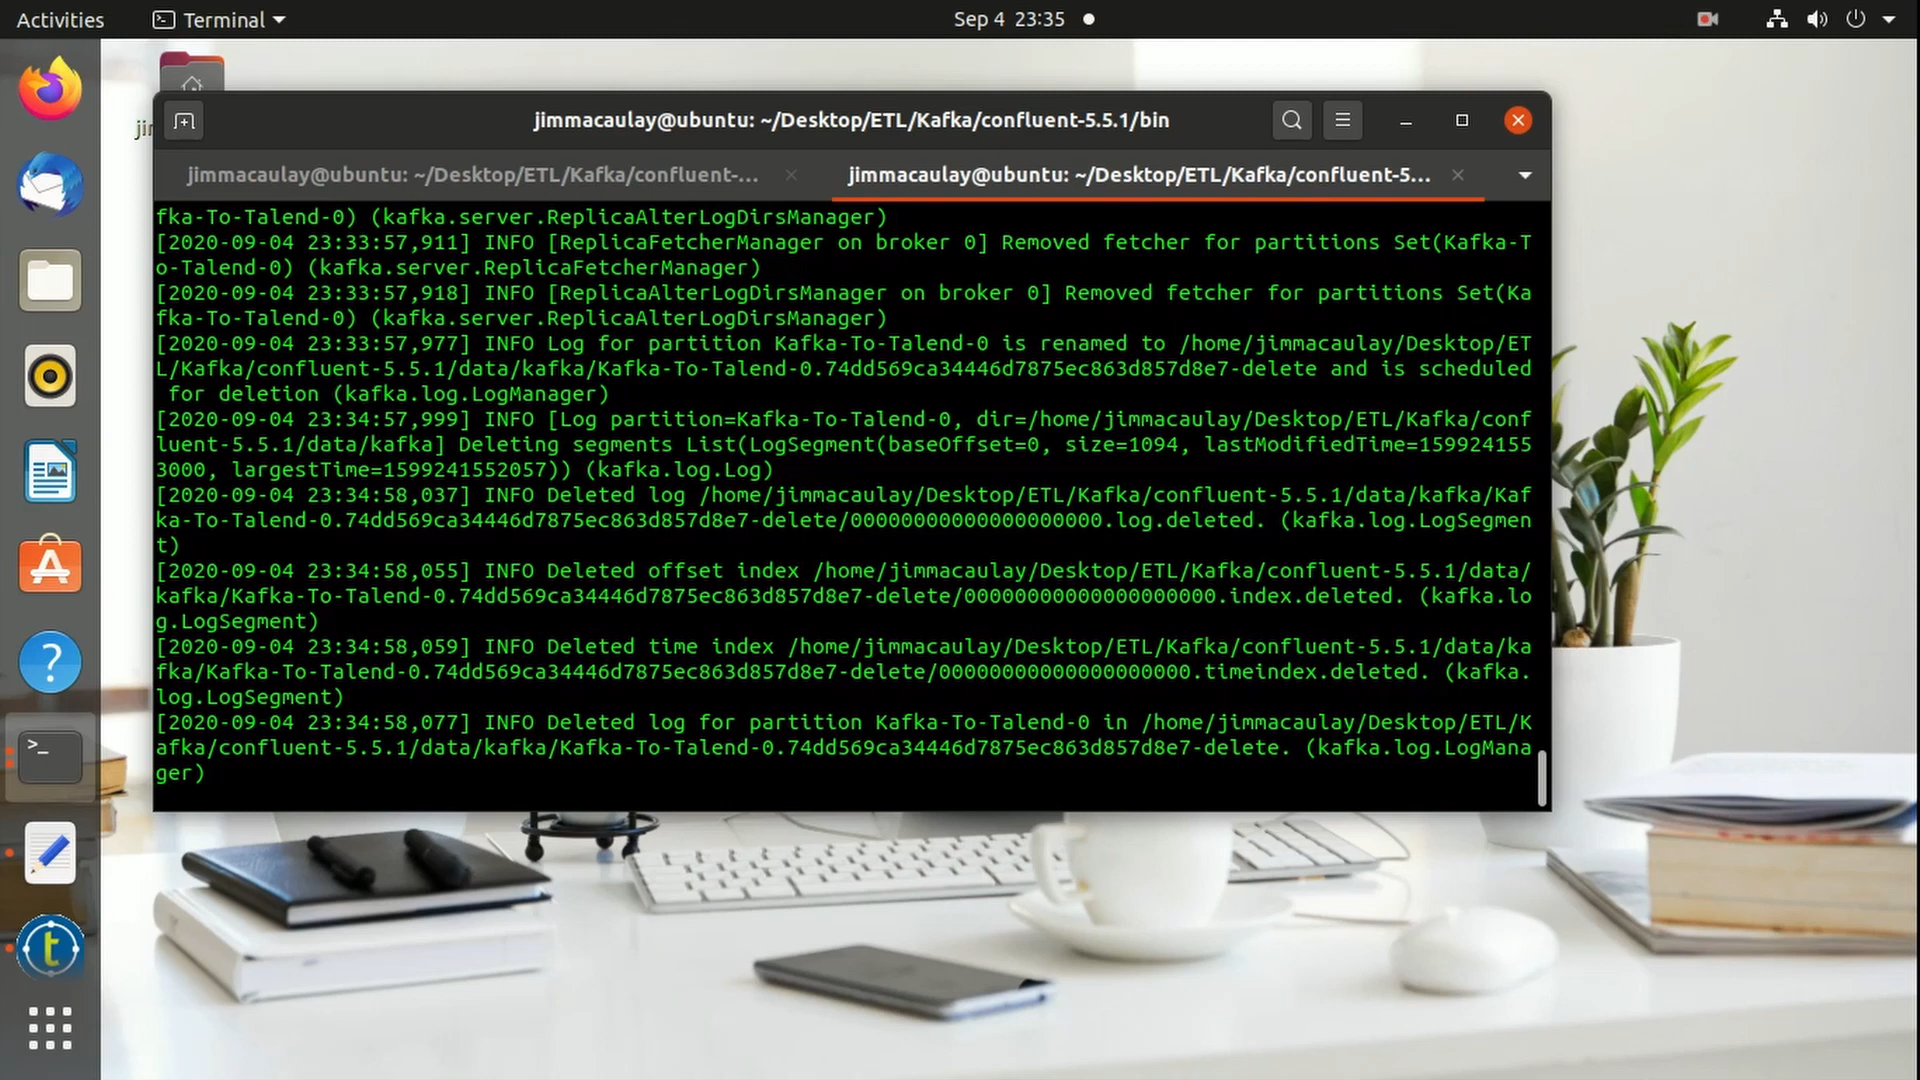 Activities
Terminal
Sep 4 23:35
jimmacaulay@ubuntu: ~/Desktop/ETL/Kafka/confluent-5.5.1/bin
jimmacaulay@ubuntu: ~/Desktop/ETL/Kafka/confluent-...
jimmacaulay@ubuntu: ~/Desktop/ETL/Kafka/confluent-5...
fka-To-Talend-0) (kafka.server.ReplicaAlterLogDirsManager)
[2020-09-04 23:33:57,911] INFO [ReplicaFetcherManager on broker 0] Removed fetcher for partitions Set(Kafka-T
o-Talend-0) (kafka.server.ReplicaFetcherManager)
[2020-09-04 23:33:57,918] INFO [ReplicaAlterLogDirsManager on broker 0] Removed fetcher for partitions Set(Ka
fka-To-Talend-0) (kafka.server.ReplicaAlterLogDirsManager)
[2020-09-04 23:33:57,977] INFO Log for partition Kafka-To-Talend-0 is renamed to /home/jimmacaulay/Desktop/ET
L/Kafka/confluent-5.5.1/data/kafka/Kafka-To-Talend-0.74dd569ca34446d7875ec863d857d8e7-delete and is scheduled
 for deletion (kafka.log.LogManager)
[2020-09-04 23:34:57,999] INFO [Log partition=Kafka-To-Talend-0, dir=/home/jimmacaulay/Desktop/ETL/Kafka/conf
luent-5.5.1/data/kafka] Deleting segments List(LogSegment(baseOffset=0, size=1094, lastModifiedTime=159924155
3000, largestTime=1599241552057)) (kafka.log.Log)
[2020-09-04 23:34:58,037] INFO Deleted log /home/jimmacaulay/Desktop/ETL/Kafka/confluent-5.5.1/data/kafka/Kaf
ka-To-Talend-0.74dd569ca34446d7875ec863d857d8e7-delete/00000000000000000000.log.deleted. (kafka.log.LogSegmen
t)
[2020-09-04 23:34:58,055] INFO Deleted offset index /home/jimmacaulay/Desktop/ETL/Kafka/confluent-5.5.1/data/
kafka/Kafka-To-Talend-0.74dd569ca34446d7875ec863d857d8e7-delete/00000000000000000000.index.deleted. (kafka.lo
g.LogSegment)
[2020-09-04 23:34:58,059] INFO Deleted time index /home/jimmacaulay/Desktop/ETL/Kafka/confluent-5.5.1/data/ka
fka/Kafka-To-Talend-0.74dd569ca34446d7875ec863d857d8e7-delete/00000000000000000000.timeindex.deleted. (kafka.
log.LogSegment)
[2020-09-04 23:34:58,077] INFO Deleted log for partition Kafka-To-Talend-0 in /home/jimmacaulay/Desktop/ETL/K
afka/confluent-5.5.1/data/kafka/Kafka-To-Talend-0.74dd569ca34446d7875ec863d857d8e7-delete. (kafka.log.LogMana
ger)